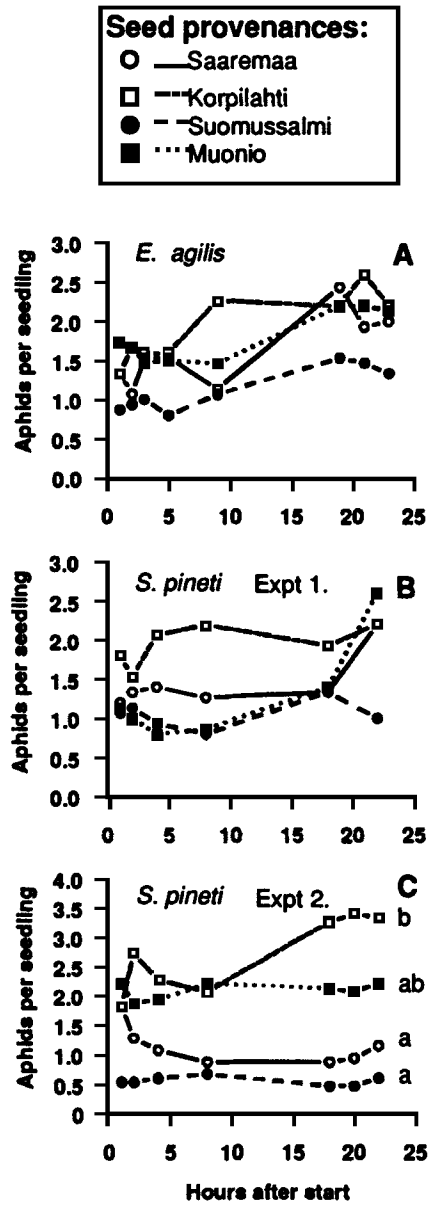 Seed provenances:
Saaremaa
Korpilahti
Suomussalmi
Muonio
E. agilis
A
Aphids per seedling
3.0
2.5
2.0
1.5
1.0
0.5
0.0
0 5 10 15 20 25
S. pineti Expt 1.
B
Aphids per seedling
3.0
2.5
2.0
1.5
1.0
0.5
0.0
0 5 10 15 20 25
S. pineti Expt 2.
C
Aphids per seedling
4.0
3.5
3.0
2.5
2.0
1.5
1.0
0.5
0
b
ab
a
a
0 5 10 15 20 25
Hours after start